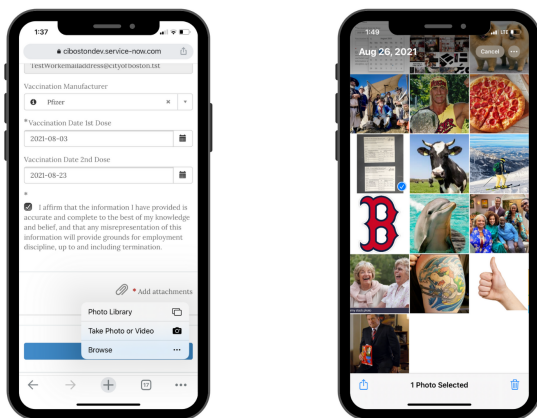 1:37
cibostondev.service-now.com
TestWorkemailaddress@cityofboston.tst
Vaccination Manufacturer
Pfizer
*Vaccination Date 1st Dose
2021-08-03
Vaccination Date 2nd Dose
2021-08-23
*
I affirm that the information I have provided is
accurate and complete to the best of my knowledge
and belief, and that any misrepresentation of this
information will provide grounds for employment
discipline, up to and including termination.
* Add attachments
Photo Library
Take Photo or Video
Browse
17
1:49
LTE
Aug 26, 2021
Cancel
B
1 Photo Selected